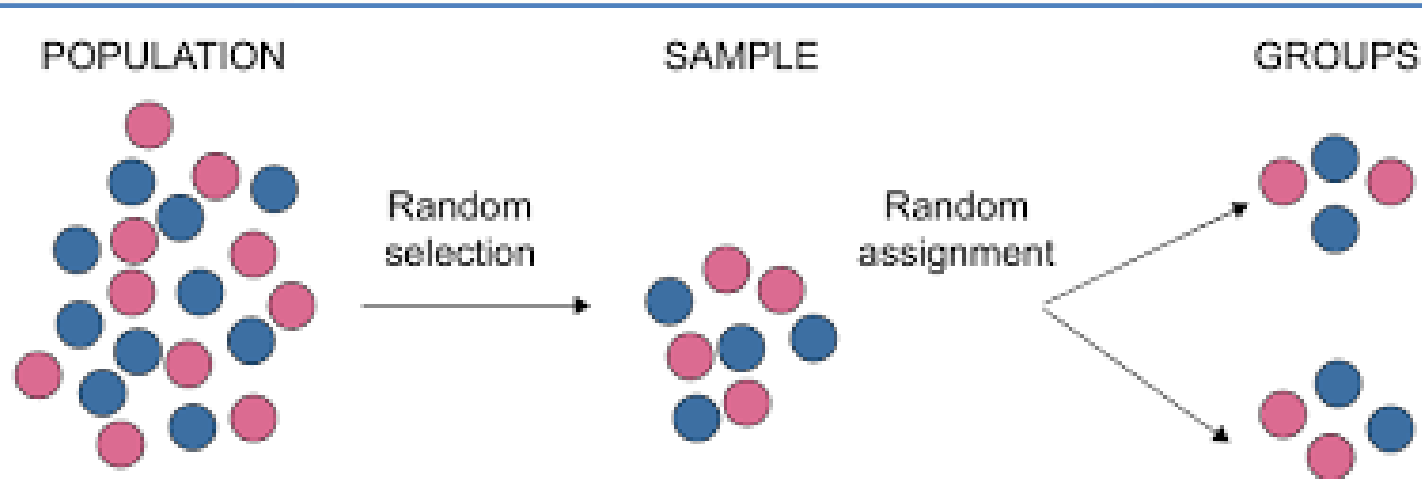 POPULATION
SAMPLE
GROUPS
Random
selection
Random
assignment